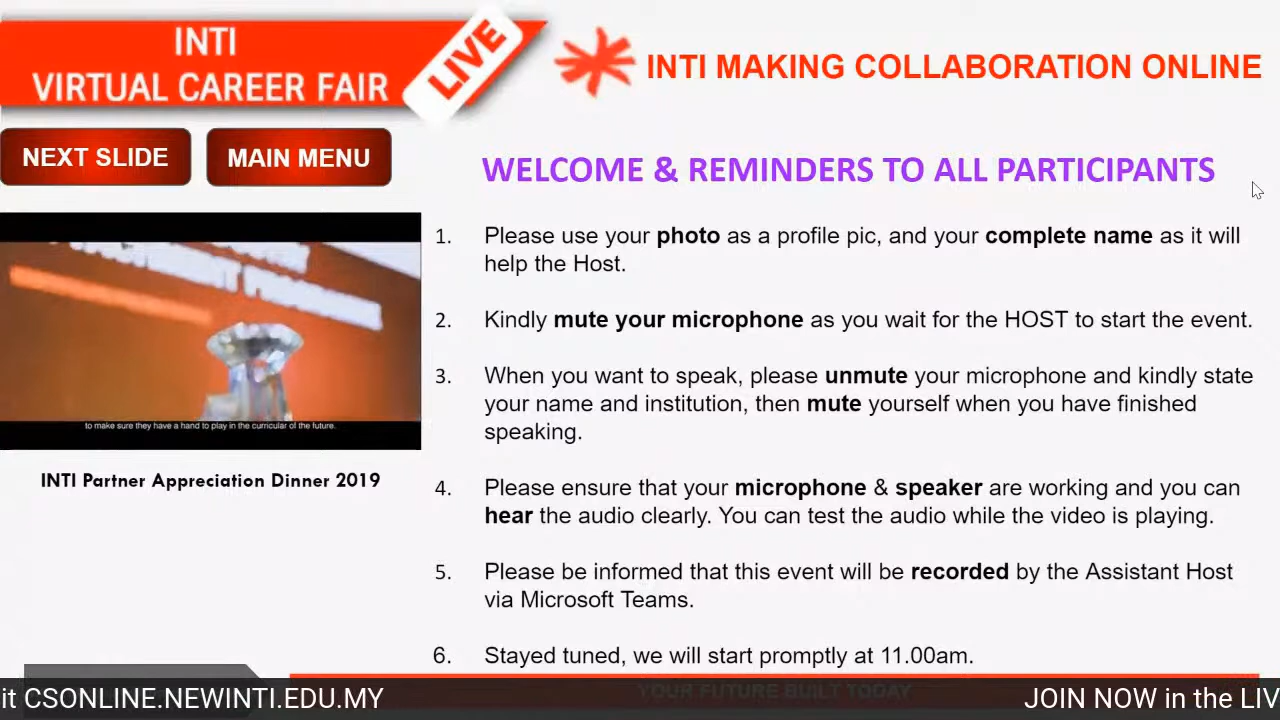 INTI
VIRTUAL CAREER FAIR
LIVE
INTI MAKING COLLABORATION ONLINE
NEXT SLIDE
MAIN MENU
WELCOME & REMINDERS TO ALL PARTICIPANTS
1. Please use your photo as a profile pic, and your complete name as it will
help the Host.
2. Kindly mute your microphone as you wait for the HOST to start the event.
3. When you want to speak, please unmute your microphone and kindly state
your name and institution, then mute yourself when you have finished
speaking.
4. Please ensure that your microphone & speaker are working and you can
hear the audio clearly. You can test the audio while the video is playing.
5. Please be informed that this event will be recorded by the Assistant Host
via Microsoft Teams.
6. Stayed tuned, we will start promptly at 11.00am.
to make sure they have a hand to play in the curricular of the future.
INTI Partner Appreciation Dinner 2019
YOUR FUTURE BUILT TODAY
it CSONLINE.NEWINTI.EDU.MY
JOIN NOW in the LIV